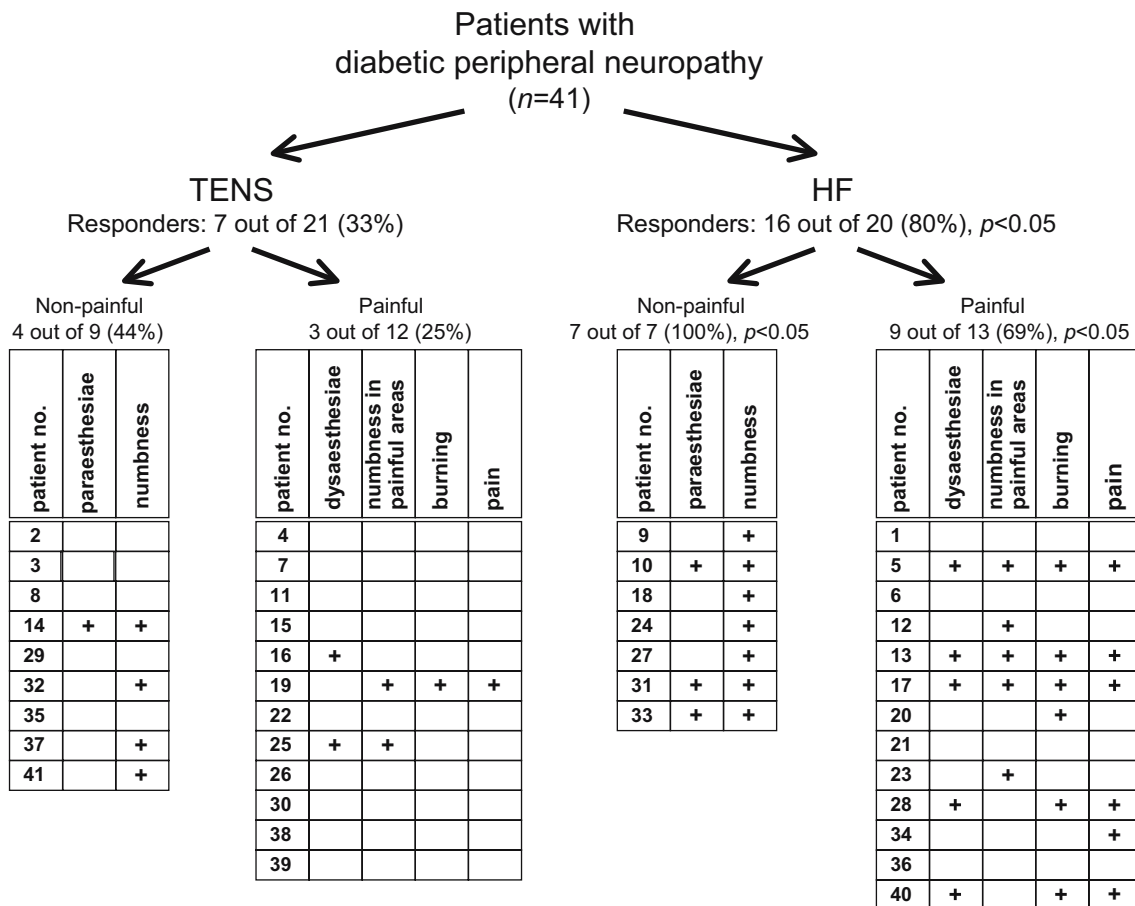 Patients with
diabetic peripheral neuropathy
(n=41)
TENS
Responders: 7 out of 21 (33%)
HF
Responders: 16 out of 20 (80%), p<0.05
Non-painful
4 out of 9 (44%)
patient no. paraesthesiae numbness
2
3
8
14 + +
29
32 +
35
37 +
41 +
Painful
3 out of 12 (25%)
patient no. dysaesthesiae numbness in painful areas burning pain
4
7
11
15
16 +
19 + + +
22
25 + +
26
30
38
39
Non-painful
7 out of 7 (100%), p<0.05
patient no. paraesthesiae numbness
9 +
10 + +
18 +
24 +
27 +
31 + +
33 + +
Painful
9 out of 13 (69%), p<0.05
patient no. dysaesthesiae numbness in painful areas burning pain
1
5 + + + +
6
12 +
13 + + + +
17 + + + +
20 +
21
23 +
28 + + +
34 +
36
40 + + +